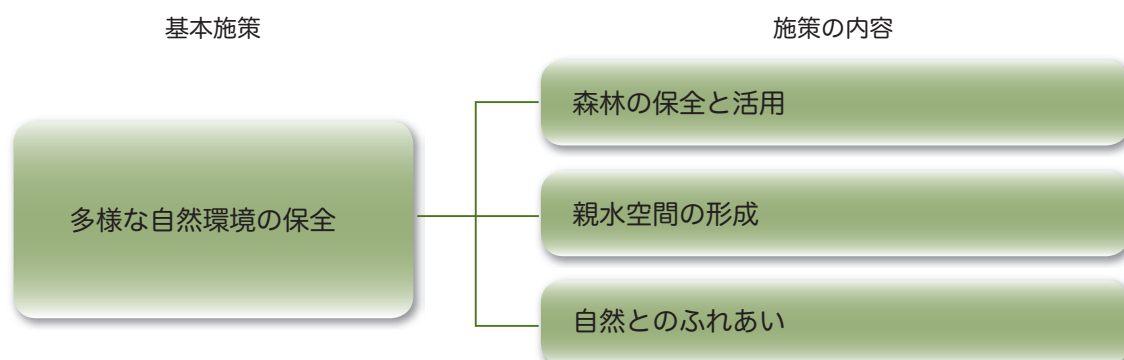 基本施策
施策の内容
多様な自然環境の保全
森林の保全と活用
親水空間の形成
自然とのふれあい